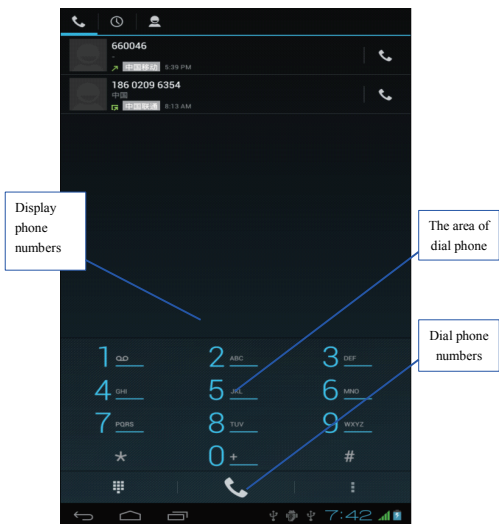 660046
-
中国移动 5:39 PM
186 0209 6354
中国
中国联通 8:13 AM
Display
phone
numbers
The area of
dial phone
Dial phone
numbers
1
2 ABC
3 DEF
4 GHI
5 JKL
6 MNO
7 PQRS
8 TUV
9 WXYZ
*
0 +
#
7:42